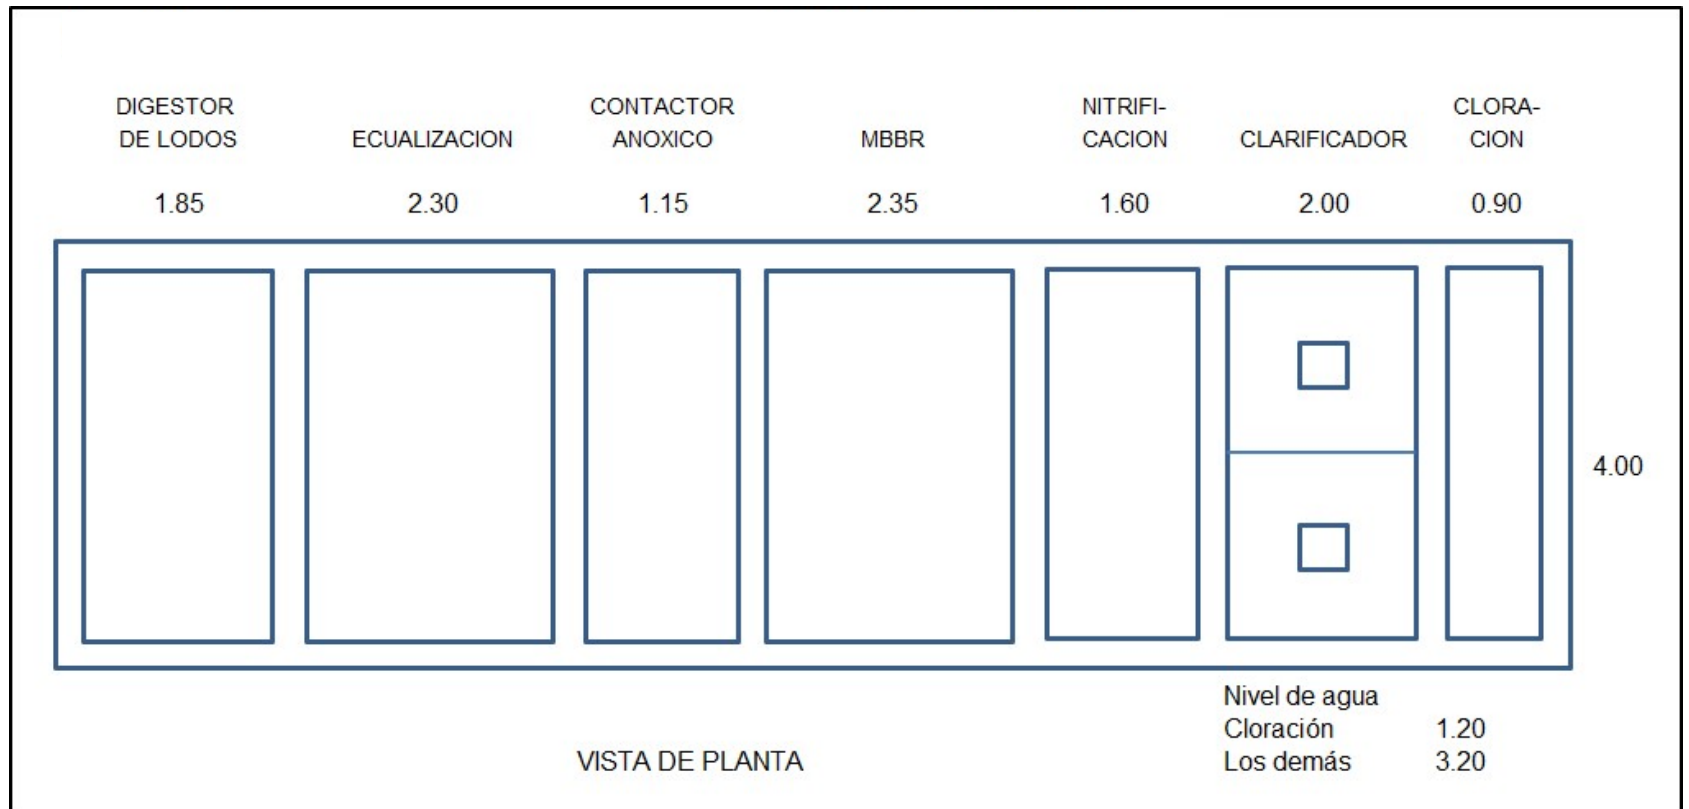 DIGESTOR
DE LODOS
ECUALIZACION
CONTACTOR
ANOXICO
MBBR
NITRIFI-
CACION
CLARIFICADOR
CLORA-
CION
1.85 2.30 1.15 2.35 1.60 2.00 0.90
4.00
Nivel de agua
Cloración 1.20
Los demás 3.20
VISTA DE PLANTA